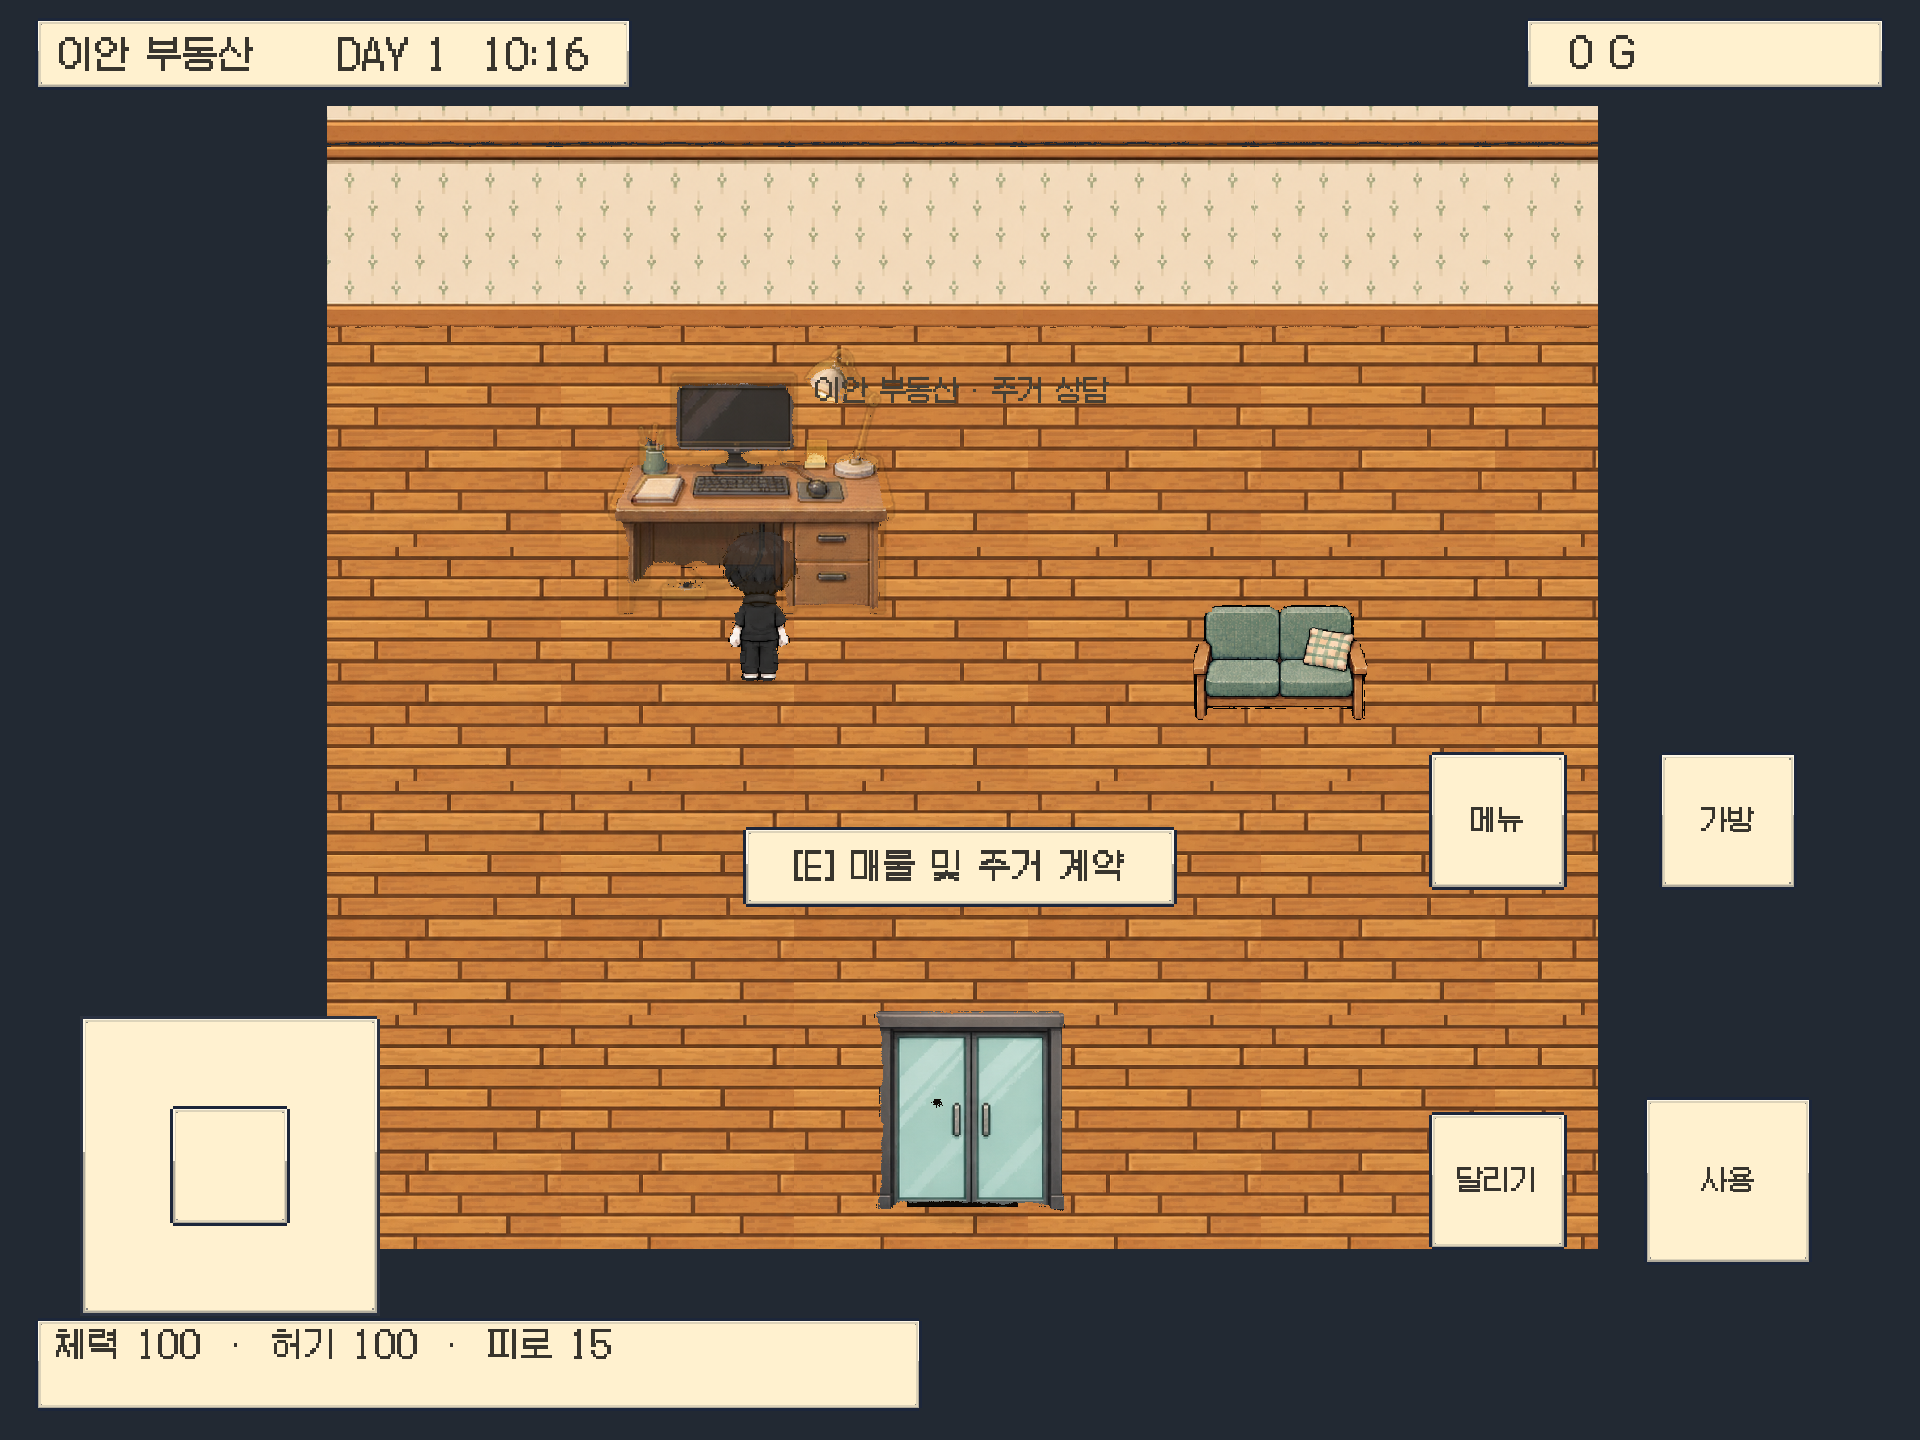 이안 부동산 DAY 1 10:16
0 G
이안 부동산 · 주거 상담
메뉴
가방
[E] 매물 및 주거 계약
달리기
사용
체력 100 · 허기 100 · 피로 15